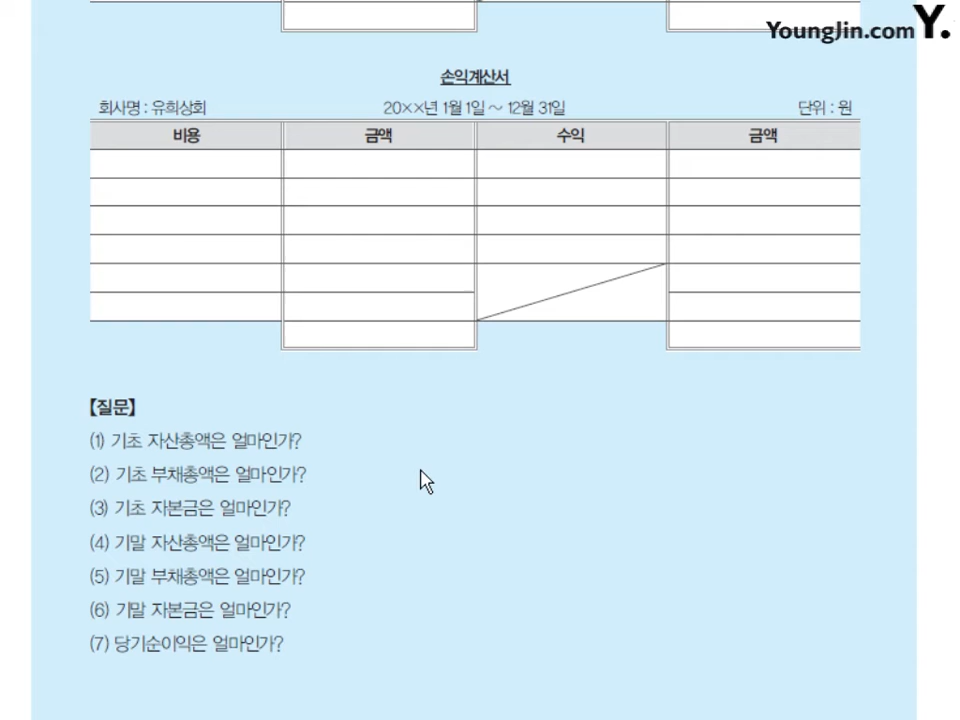 YoungJin.com Y.
손익계산서
회사명 : 유희상회 20××년 1월 1일 ~ 12월 31일 단위 : 원
비용 금액 수익 금액
【질문】
(1) 기초 자산총액은 얼마인가?
(2) 기초 부채총액은 얼마인가?
(3) 기초 자본금은 얼마인가?
(4) 기말 자산총액은 얼마인가?
(5) 기말 부채총액은 얼마인가?
(6) 기말 자본금은 얼마인가?
(7) 당기순이익은 얼마인가?